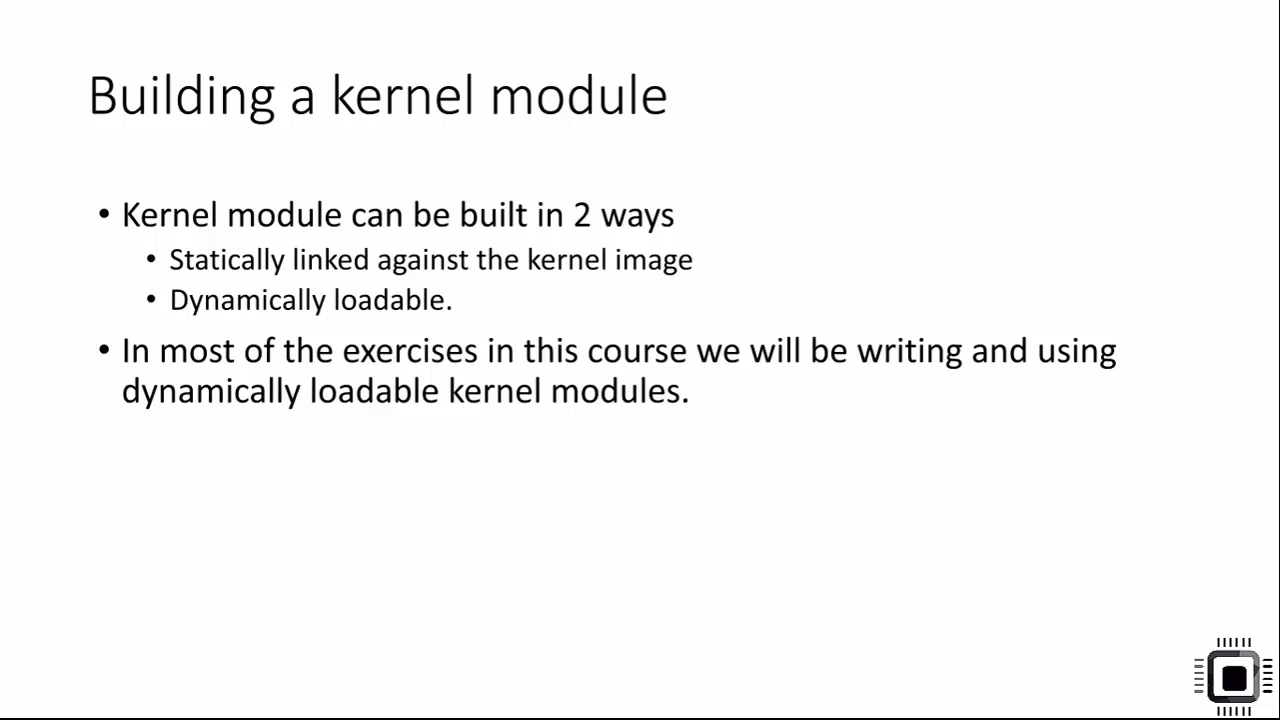 Building a kernel module
• Kernel module can be built in 2 ways
• Statically linked against the kernel image
• Dynamically loadable.
• In most of the exercises in this course we will be writing and using
dynamically loadable kernel modules.